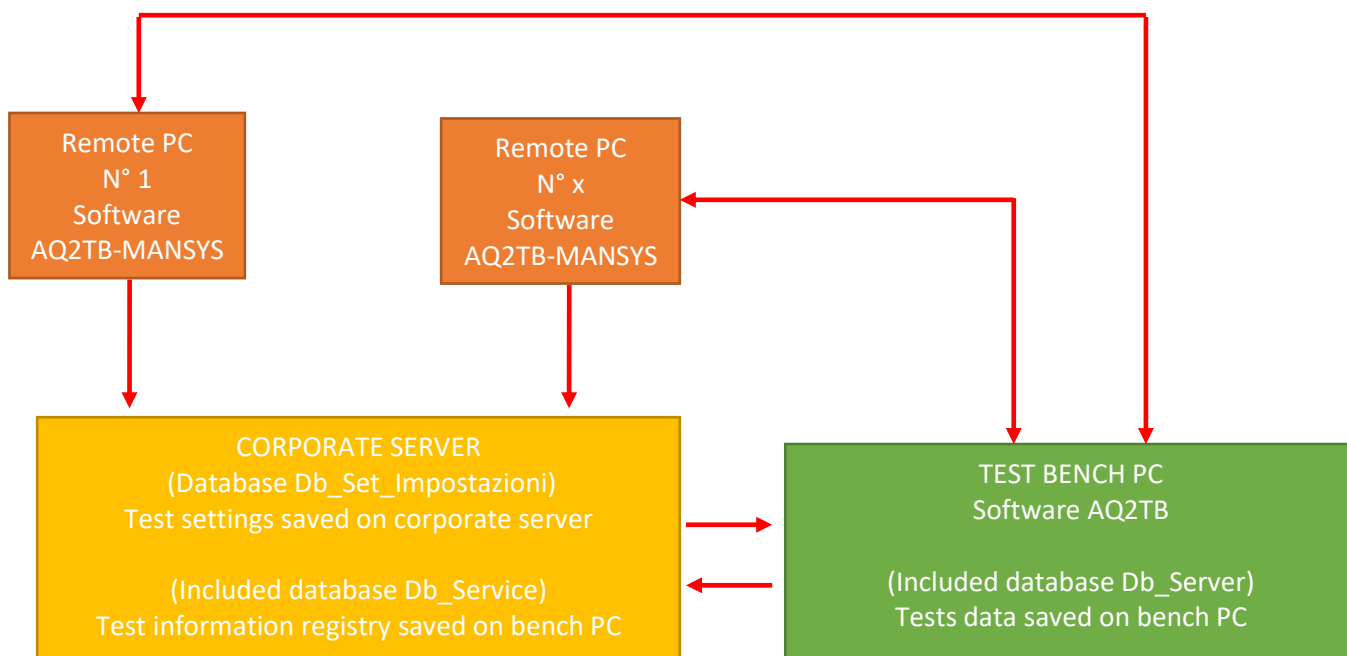 Remote PC
N° 1
Software
AQ2TB-MANSYS
Remote PC
N° x
Software
AQ2TB-MANSYS
CORPORATE SERVER
(Database Db_Set_Impostazioni)
Test settings saved on corporate server
(Included database Db_Service)
Test information registry saved on bench PC
TEST BENCH PC
Software AQ2TB
(Included database Db_Server)
Tests data saved on bench PC